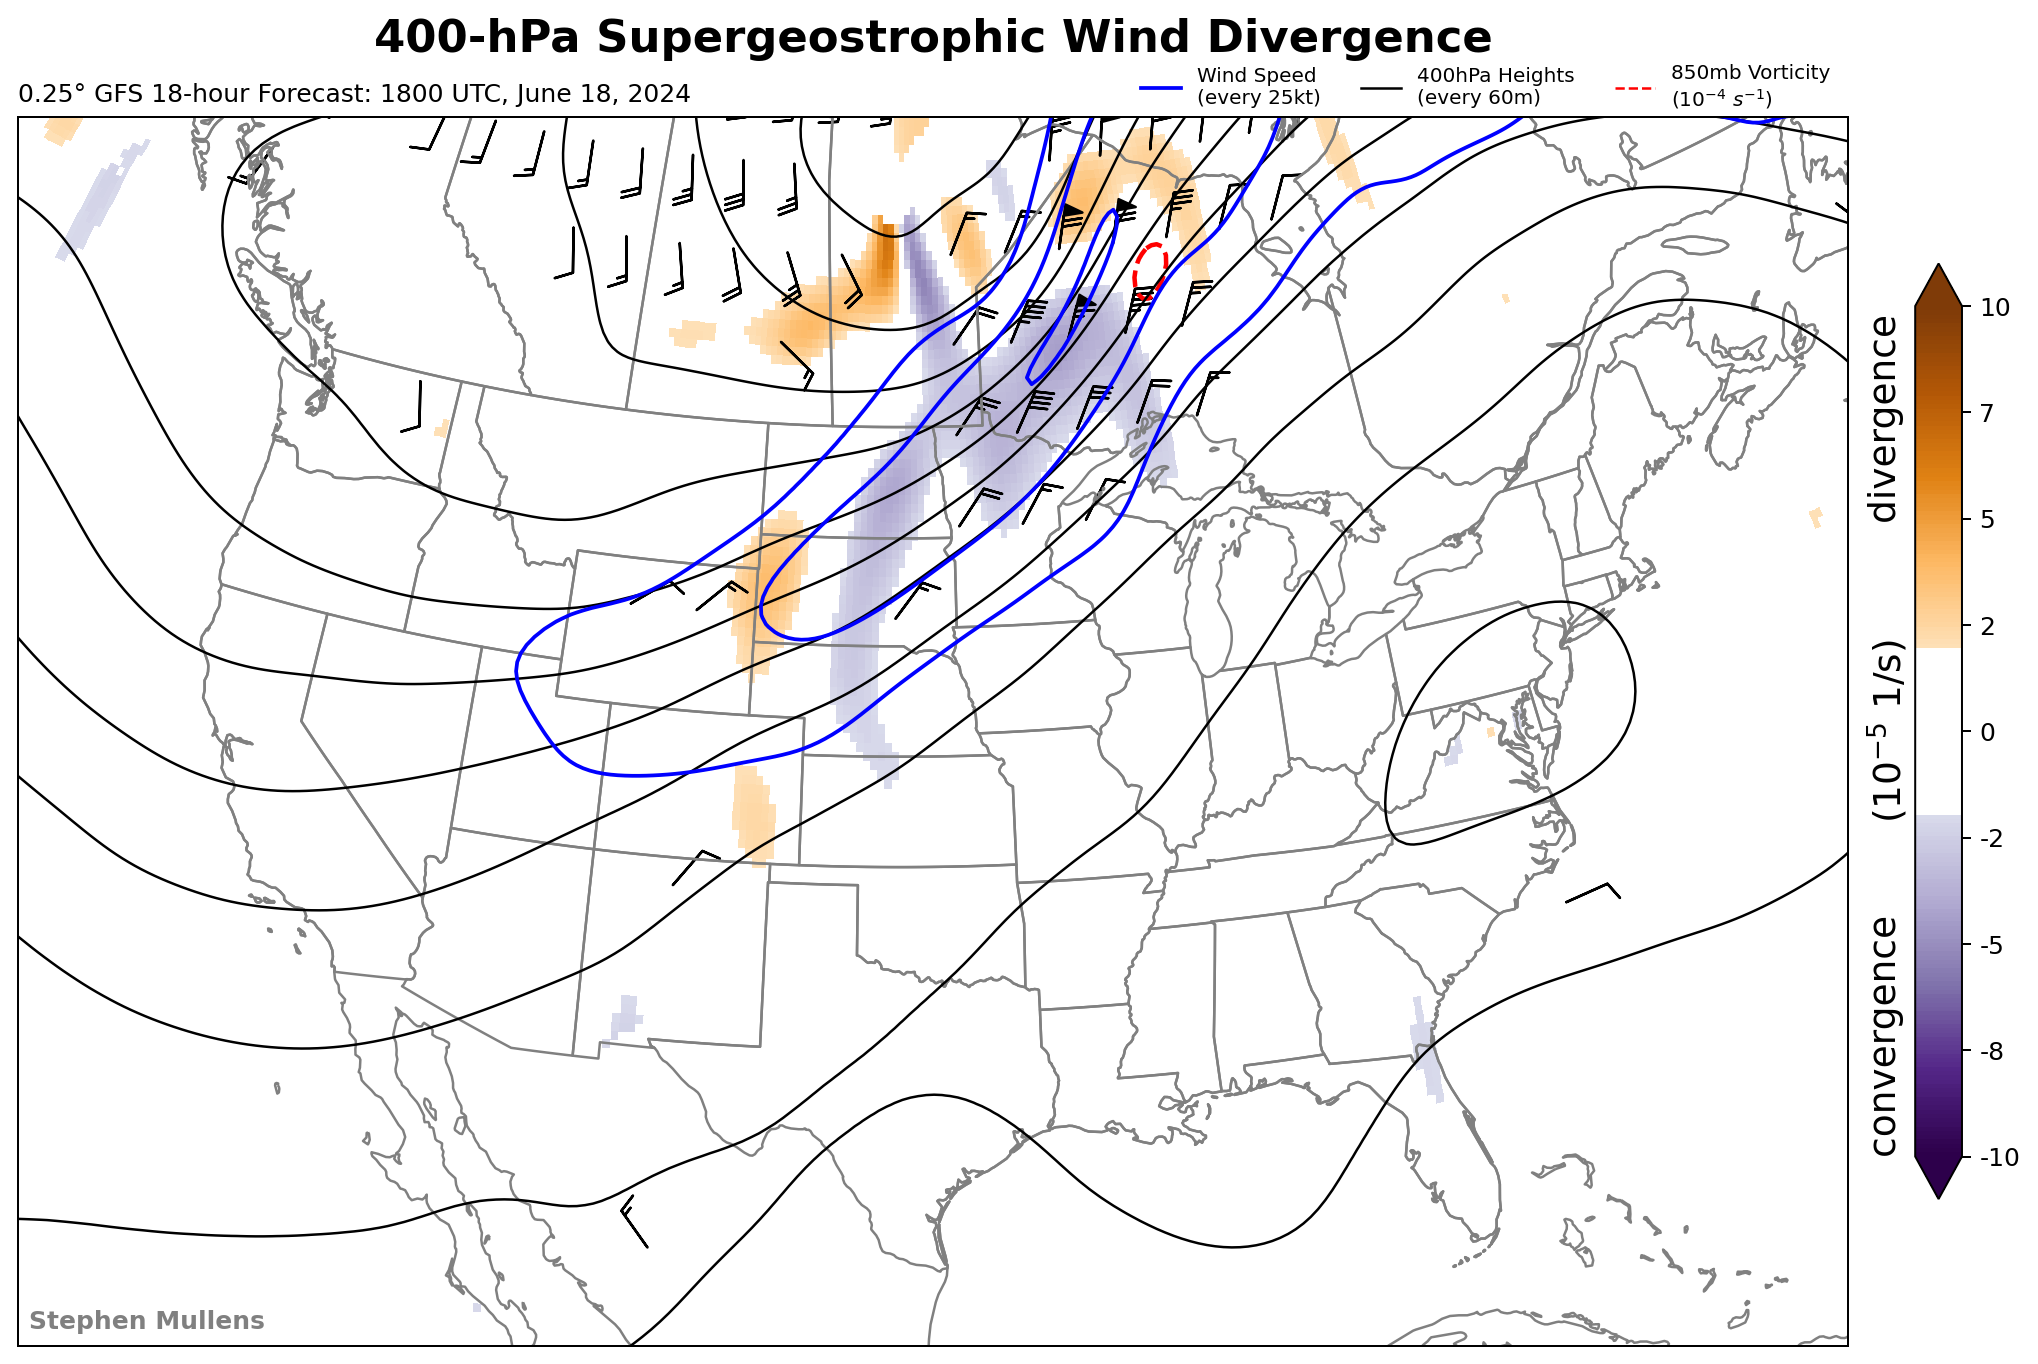 400-hPa Supergeostrophic Wind Divergence
0.25° GFS 18-hour Forecast: 1800 UTC, June 18, 2024
Wind Speed
(every 25kt)
400hPa Heights
(every 60m)
850mb Vorticity
(10⁻⁴ s⁻¹)
10
7
5
2
0
-2
-5
-8
-10
convergence (10⁻⁵ 1/s) divergence
Stephen Mullens